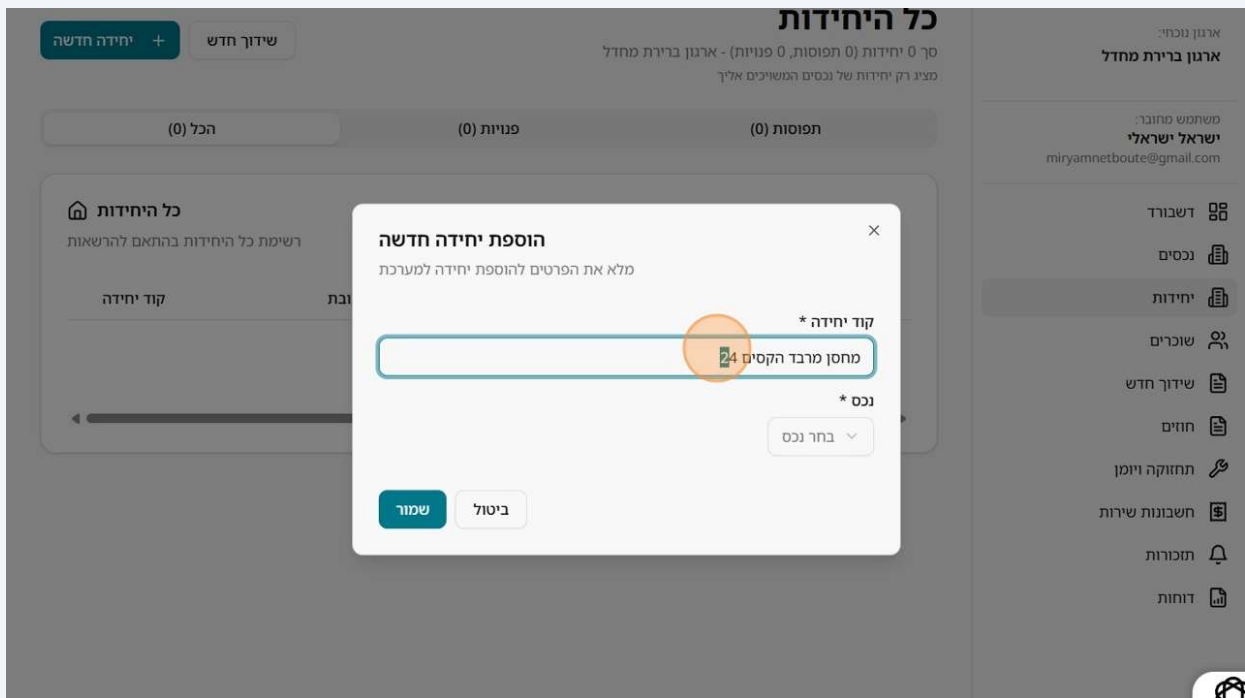 ארגון נוכחי:
ארגון ברירת מחדל
משתמש מחובר:
ישראל ישראלי
miryamnetboute@gmail.com
דשבורד
נכסים
יחידות
שוכרים
שידוך חדש
חוזים
תחזוקה ויומן
חשבונות שירות
תזכורות
דוחות
כל היחידות
סך 0 יחידות (0 תפוסות, 0 פנויות) - ארגון ברירת מחדל
מציג רק יחידות של נכסים המשויכים אליך
שידוך חדש
+ יחידה חדשה
תפוסות (0)
פנויות (0)
הכל (0)
כל היחידות
רשימת כל היחידות בהתאם להרשאות
קוד יחידה
הוספת יחידה חדשה
מלא את הפרטים להוספת יחידה למערכת
קוד יחידה *
מחסן מרבד הקסים 24
נכס *
בחר נכס
ביטול
שמור